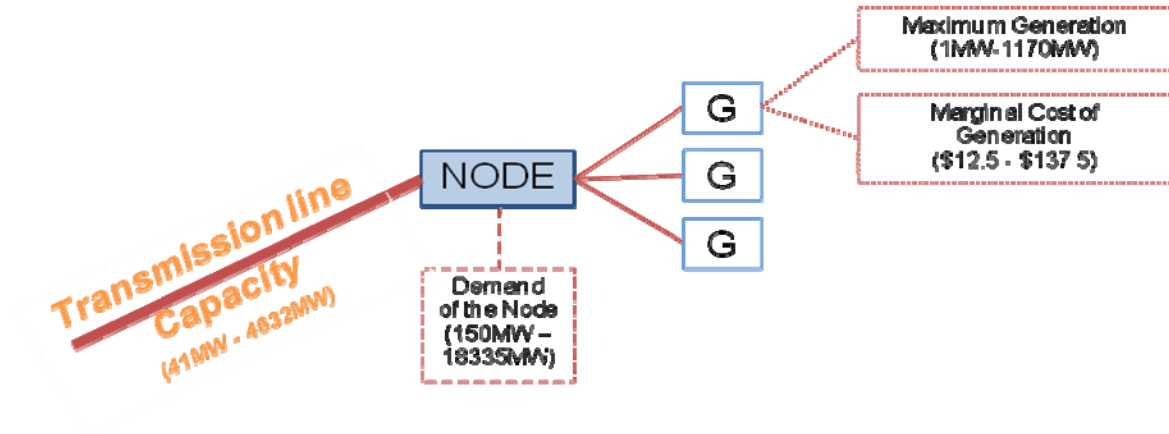 Maximum Generation
(1MW-1170MW)
G
Marginal Cost of
Generation
($12.5 - $137 5)
NODE
G
G
Transmission line
Capacity
(41MW - 4632MW)
Demand
of the Node
(150MW –
18335MW)